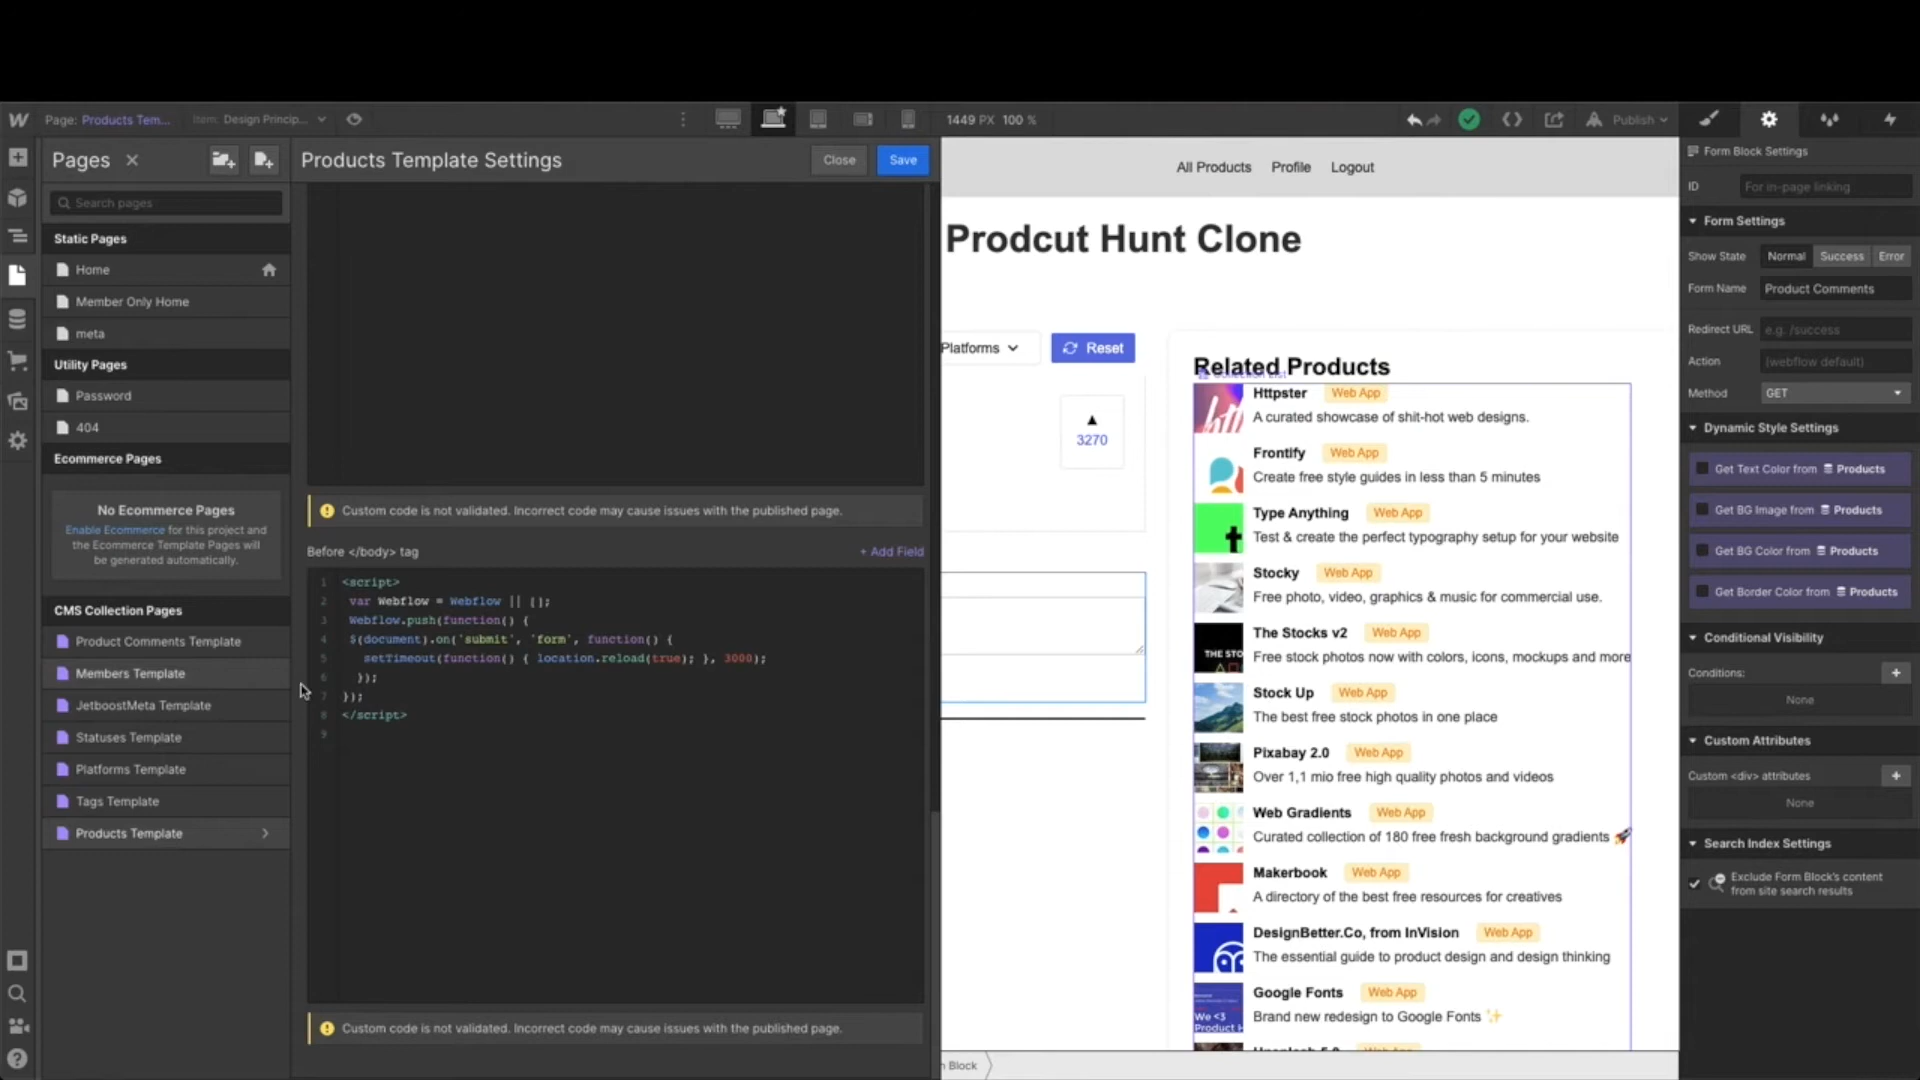 Page: Products Tem...
Item: Design Princip...
1449 PX 100 %
Publish
Pages
Search pages
Static Pages
Home
Member Only Home
meta
Utility Pages
Password
404
Ecommerce Pages
No Ecommerce Pages
Enable Ecommerce for this project and
the Ecommerce Template Pages will
be generated automatically.
CMS Collection Pages
Product Comments Template
Members Template
JetboostMeta Template
Statuses Template
Platforms Template
Tags Template
Products Template
Products Template Settings
Close
Save
Custom code is not validated. Incorrect code may cause issues with the published page.
Before </body> tag
+ Add Field
1 <script>
2 var Webflow = Webflow || [];
3 Webflow.push(function() {
4 $(document).on('submit', 'form', function() {
5 setTimeout(function() { location.reload(true); }, 3000);
6 });
7 });
8 </script>
9
Custom code is not validated. Incorrect code may cause issues with the published page.
All Products
Profile
Logout
Prodcut Hunt Clone
Platforms
Reset
3270
Related Products
Httpster Web App
A curated showcase of shit-hot web designs.
Frontify Web App
Create free style guides in less than 5 minutes
Type Anything Web App
Test & create the perfect typography setup for your website
Stocky Web App
Free photo, video, graphics & music for commercial use.
THE STO
The Stocks v2 Web App
Free stock photos now with colors, icons, mockups and more
Stock Up Web App
The best free stock photos in one place
Pixabay 2.0 Web App
Over 1,1 mio free high quality photos and videos
Web Gradients Web App
Curated collection of 180 free fresh background gradients 🚀
Makerbook Web App
A directory of the best free resources for creatives
DesignBetter.Co, from InVision Web App
The essential guide to product design and design thinking
We <3
Product H
Google Fonts Web App
Brand new redesign to Google Fonts ✨
Block
Form Block Settings
ID
For in-page linking
Form Settings
Show State
Normal
Success
Error
Form Name
Product Comments
Redirect URL
e.g. /success
Action
(webflow default)
Method
GET
Dynamic Style Settings
Get Text Color from Products
Get BG Image from Products
Get BG Color from Products
Get Border Color from Products
Conditional Visibility
Conditions:
None
Custom Attributes
Custom <div> attributes
None
Search Index Settings
Exclude Form Block's content
from site search results